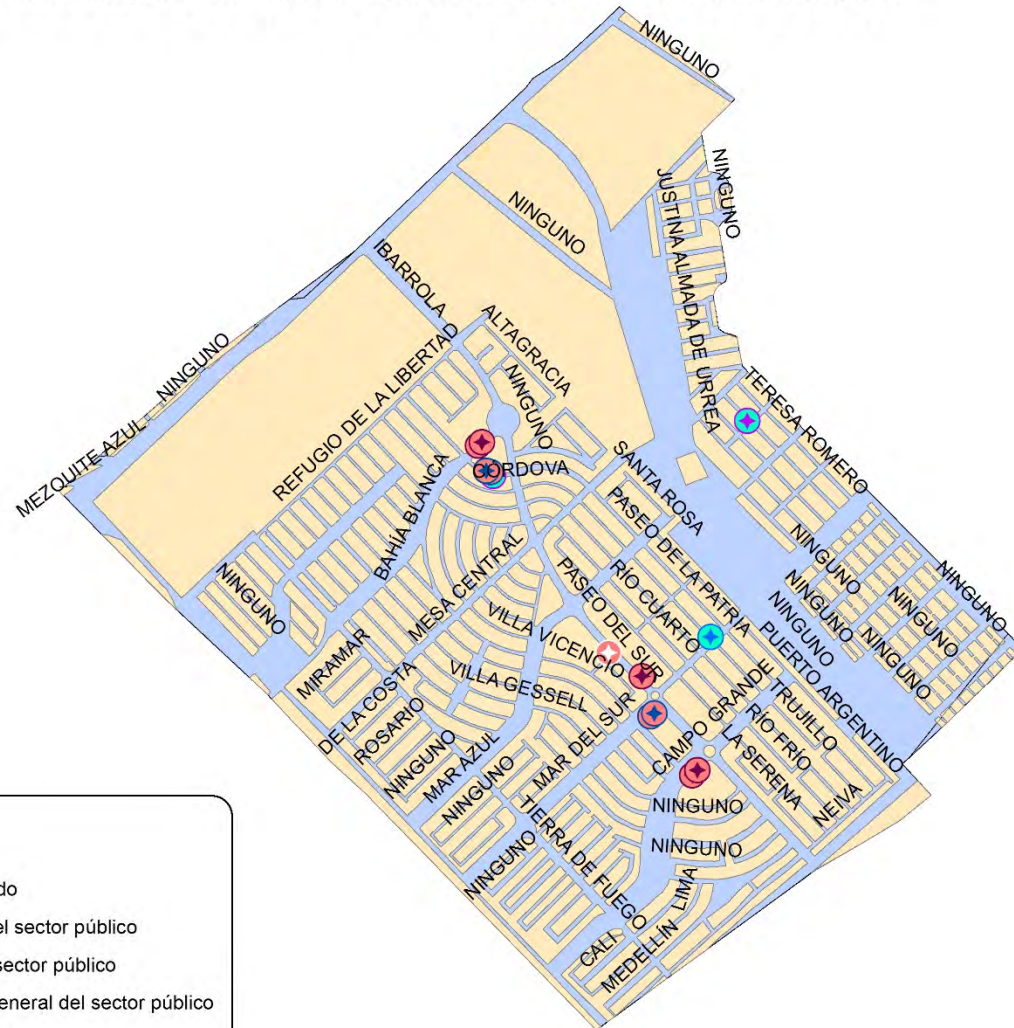 NINGUNO
NINGUNO
JUSTINA ALMADA DE URREA
NINGUNO
IBARROLA
ALTAGRACIA
NINGUNO
NINGUNO
REFUGIO DE LA LIBERTAD
TERESA ROMERO
MEZQUITE AZUL
CÓRDOVA
SANTA ROSA
BAHÍA BLANCA
PASEO DE LA PATRIA
MESA CENTRAL
PASEO DEL SUR
RÍO CUARTO
NINGUNO
NINGUNO
NINGUNO
NINGUNO
NINGUNO
NINGUNO
NINGUNO
PUERTO ARGENTINO
VILLA VICENCIO
MIRAMAR
VILLA GESSELL
DE LA COSTA
ROSARIO
MAR DEL SUR
CAMPO GRANDE
TRUJILLO
RÍO FRÍO
LA SERENA
NEIVA
NINGUNO
MAR AZUL
NINGUNO
NINGUNO
NINGUNO
TIERRA DE FUEGO
NINGUNO
LIMA
CALI
MEDELLÍN
do
el sector público
sector público
eneral del sector público